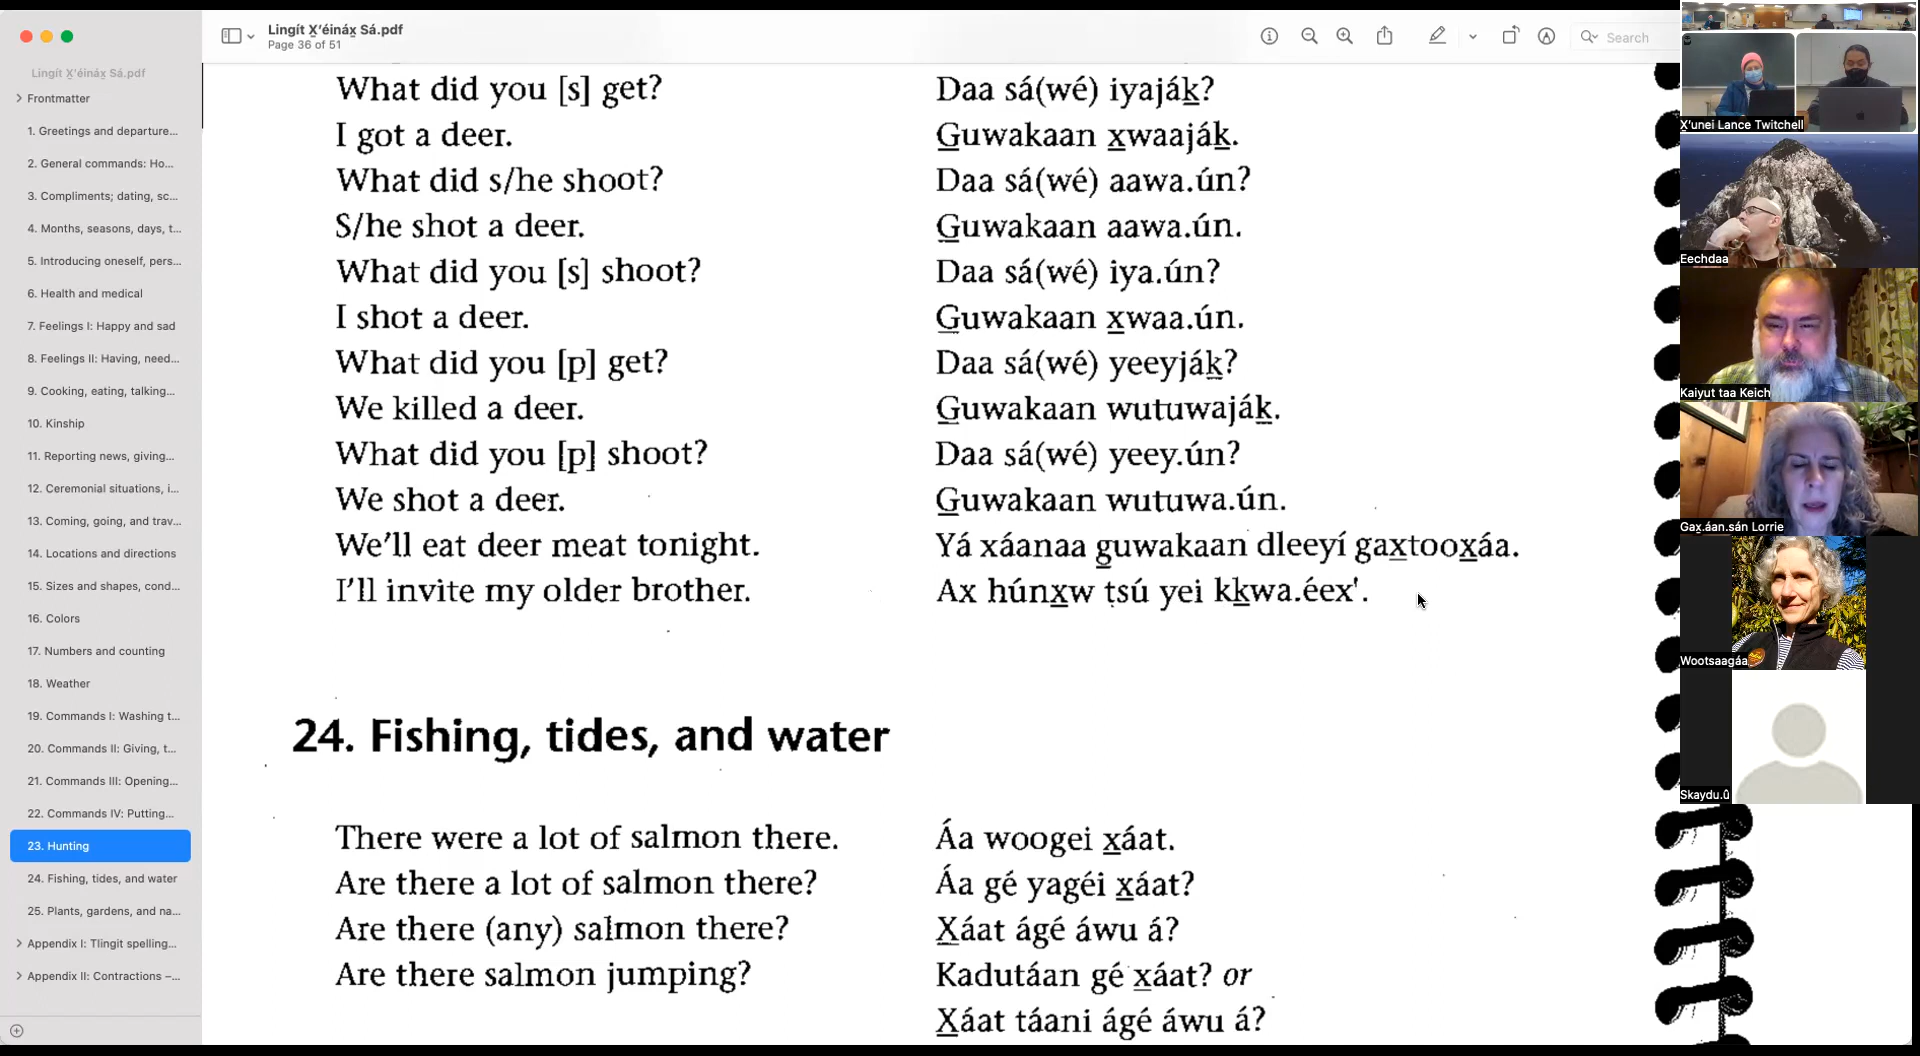 Lingít X̱ʼéináx̱ Sá.pdf
Page 36 of 51
Search
Lingít X̱ʼéináx̱ Sá.pdf
Frontmatter
1. Greetings and departure...
2. General commands: Ho...
3. Compliments; dating, sc...
4. Months, seasons, days, t...
5. Introducing oneself, pers...
6. Health and medical
7. Feelings I: Happy and sad
8. Feelings II: Having, need...
9. Cooking, eating, talking...
10. Kinship
11. Reporting news, giving...
12. Ceremonial situations, i...
13. Coming, going, and trav...
14. Locations and directions
15. Sizes and shapes, cond...
16. Colors
17. Numbers and counting
18. Weather
19. Commands I: Washing t...
20. Commands II: Giving, t...
21. Commands III: Opening...
22. Commands IV: Putting...
23. Hunting
24. Fishing, tides, and water
25. Plants, gardens, and na...
Appendix I: Tlingit spelling...
Appendix II: Contractions –...
What did you [s] get? Daa sá(wé) iyaják̲?
I got a deer. G̲uwakaan x̲waaják̲.
What did s/he shoot? Daa sá(wé) aawa.ún?
S/he shot a deer. G̲uwakaan aawa.ún.
What did you [s] shoot? Daa sá(wé) iya.ún?
I shot a deer. G̲uwakaan x̲waa.ún.
What did you [p] get? Daa sá(wé) yeeyják̲?
We killed a deer. G̲uwakaan wutuwaják̲.
What did you [p] shoot? Daa sá(wé) yeey.ún?
We shot a deer. G̲uwakaan wutuwa.ún.
We'll eat deer meat tonight. Yá xáanaa g̲uwakaan dleeyí gax̲toox̲áa.
I'll invite my older brother. Ax húnx̲w tsú yei kk̲wa.éex'.
24. Fishing, tides, and water
There were a lot of salmon there. Áa woogei x̲áat.
Are there a lot of salmon there? Áa gé yagéi x̲áat?
Are there (any) salmon there? X̲áat ágé áwu á?
Are there salmon jumping? Kadutáan gé x̲áat? or
X̲áat táani ágé áwu á?
X̱ʼunei Lance Twitchell
Eechdaa
Kaiyut taa Keich
Gax̱.áan.sán Lorrie
Wootsaagáa
Skaydu.û